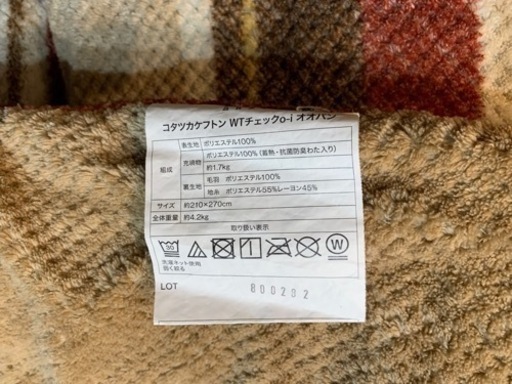 コタツカケフトン WTチェックo-i オオバン
表生地 ポリエステル100%
組成 充填物 ポリエステル100%(蓄熱・抗菌防臭わた入り)
約1.7kg
裏生地 毛羽 ポリエステル100%
地糸 ポリエステル55%レーヨン45%
サイズ 約210×270cm
全体重量 約4.2kg
取り扱い表示
30 W
洗濯ネット使用
弱く絞る
LOT 800202